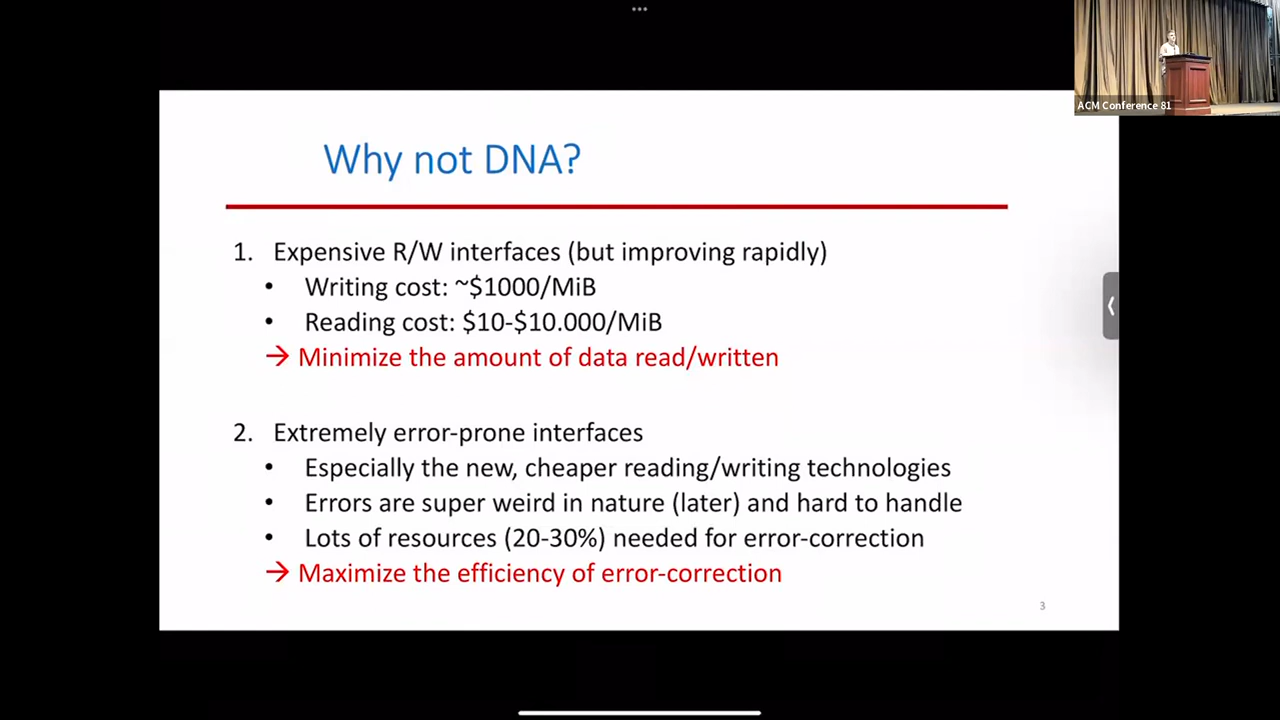 ACM Conference 81
Why not DNA?
1. Expensive R/W interfaces (but improving rapidly)
• Writing cost: ~$1000/MiB
• Reading cost: $10-$10.000/MiB
→ Minimize the amount of data read/written
2. Extremely error-prone interfaces
• Especially the new, cheaper reading/writing technologies
• Errors are super weird in nature (later) and hard to handle
• Lots of resources (20-30%) needed for error-correction
→ Maximize the efficiency of error-correction
3